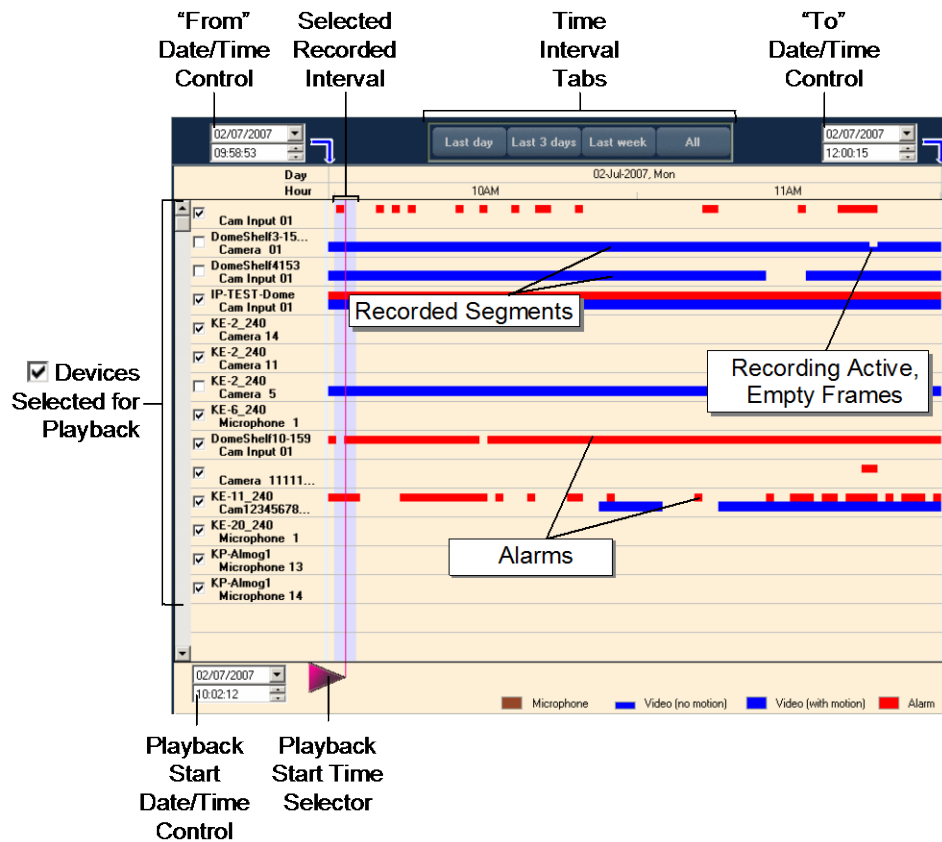 “From”
Date/Time
Control
Selected
Recorded
Interval
Time
Interval
Tabs
“To”
Date/Time
Control
02/07/2007
09:58:53
Last day
Last 3 days
Last week
All
02/07/2007
12:00:15
Day
02-Jul-2007, Mon
Hour
10AM
11AM
Cam Input 01
DomeShelf3-15...
Camera 01
DomeShelf4153
Cam Input 01
IP-TEST-Dome
Cam Input 01
KE-2_240
Camera 14
KE-2_240
Camera 11
KE-2_240
Camera 5
KE-6_240
Microphone 1
DomeShelf10-159
Cam Input 01
Camera 11111...
KE-11_240
Cam12345678...
KE-20_240
Microphone 1
KP-Almog1
Microphone 13
KP-Almog1
Microphone 14
Devices
Selected for
Playback
Recorded Segments
Recording Active,
Empty Frames
Alarms
02/07/2007
10:02:12
Microphone
Video (no motion)
Video (with motion)
Alarm
Playback
Start
Date/Time
Control
Playback
Start Time
Selector